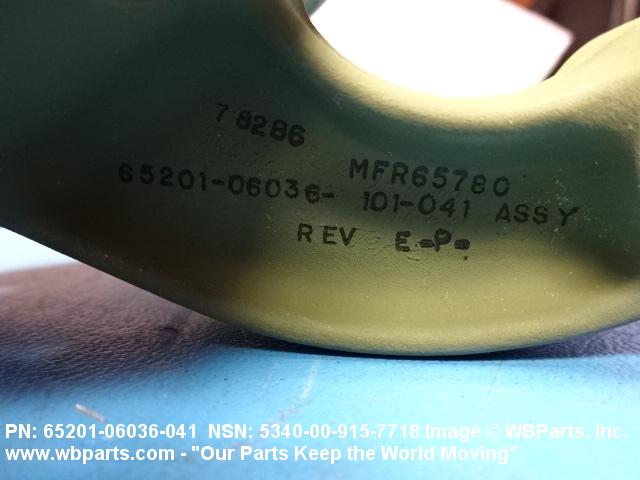 78286
MFR65780
65201-06036- 101-041 ASSY
REV E-P-
PN: 65201-06036-041 NSN: 5340-00-915-7718 Image © WBParts, Inc.
www.wbparts.com - "Our Parts Keep the World Moving"